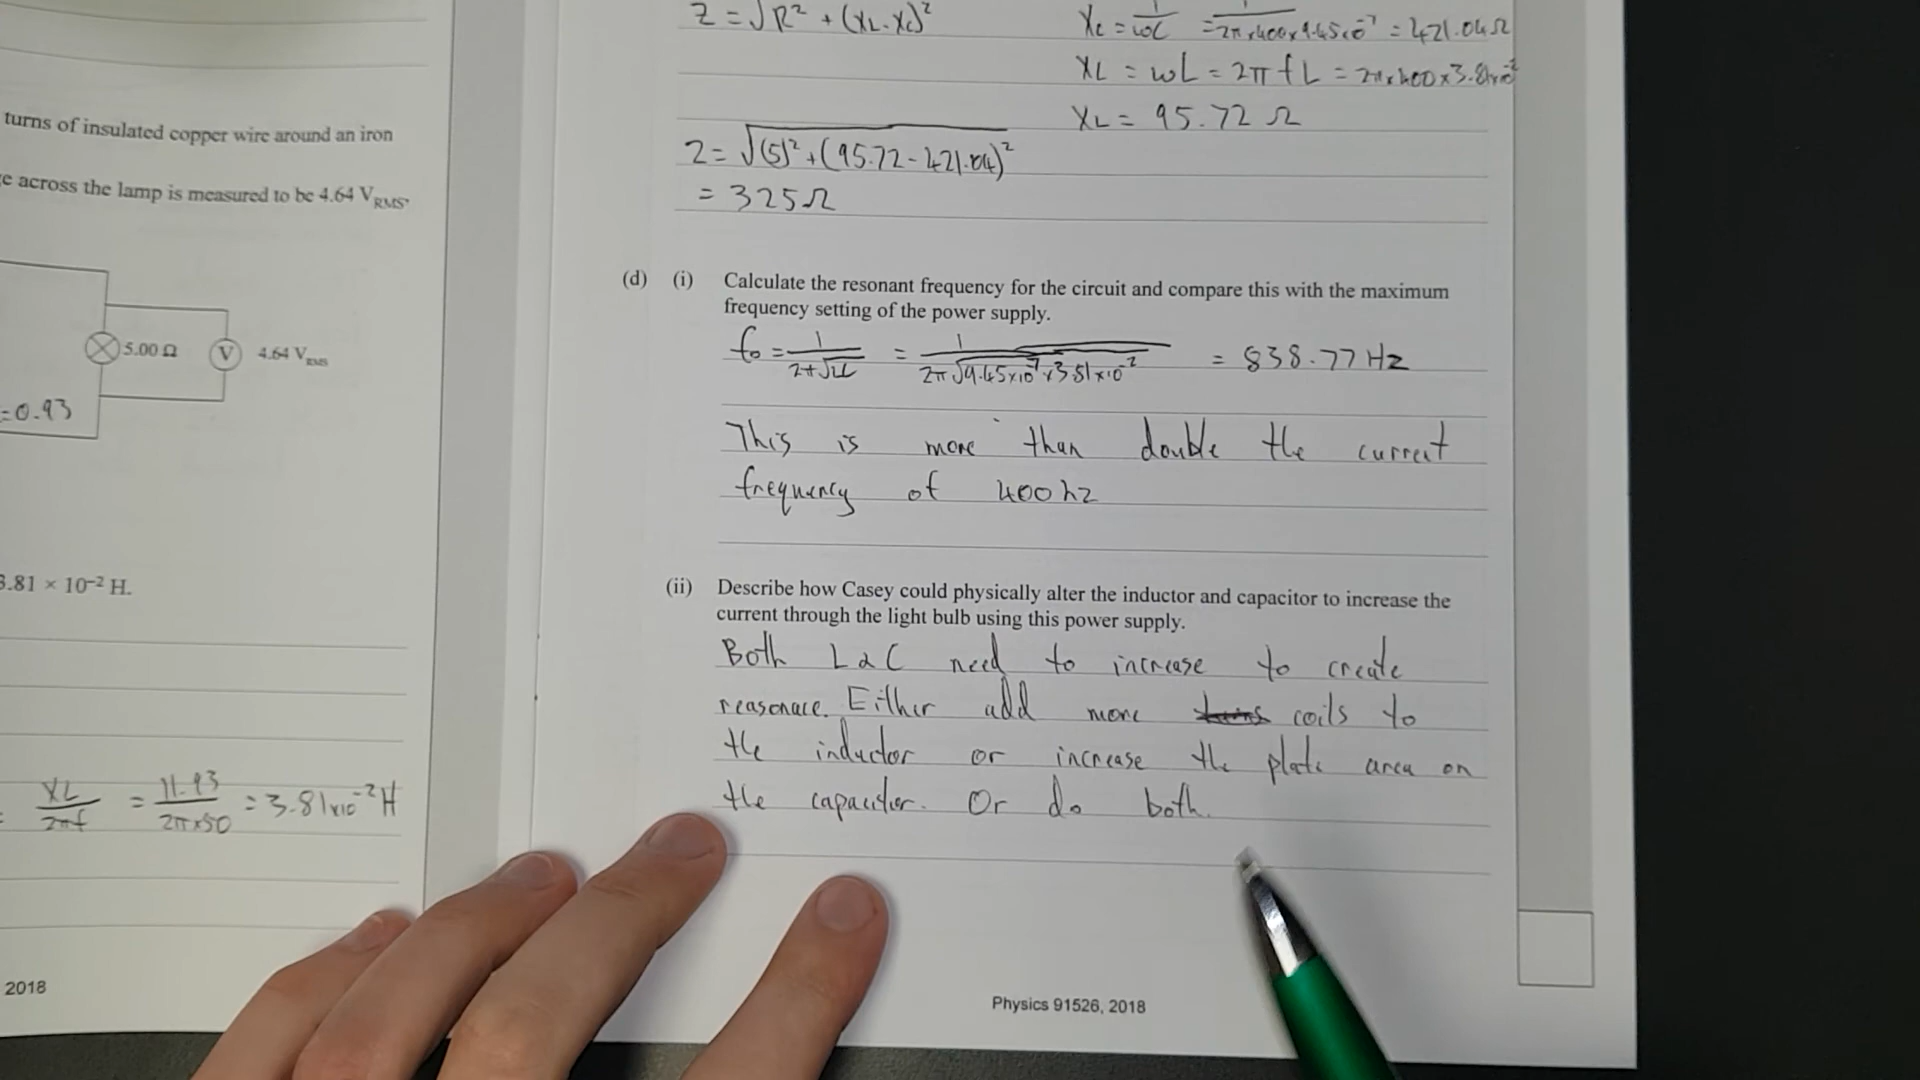 Z = √R² + (XL-XC)²
XC = 1/ωC = 1/2π×400×9.45×10⁻⁷ = 421.04Ω
XL = ωL = 2πfL = 2π×400×3.81×10⁻²
XL = 95.72 Ω
Z = √(5)² + (95.72 - 421.04)²
= 325Ω
turns of insulated copper wire around an iron
across the lamp is measured to be 4.64 VRMS.
5.00 Ω V 4.64 VRMS
=0.93
3.81 × 10⁻² H.
XL/2πf = 11.93/2π×50 = 3.81×10⁻² H
2018
(d) (i) Calculate the resonant frequency for the circuit and compare this with the maximum
frequency setting of the power supply.
f₀ = 1/2π√LC = 1/2π√9.45×10⁻⁷×3.81×10⁻² = 838.77 Hz
This is more than double the current
frequency of 400hz
(ii) Describe how Casey could physically alter the inductor and capacitor to increase the
current through the light bulb using this power supply.
Both L & C need to increase to create
reasonace. Either add more turns coils to
the inductor or increase the plate area on
the capacitor. Or do both.
Physics 91526, 2018